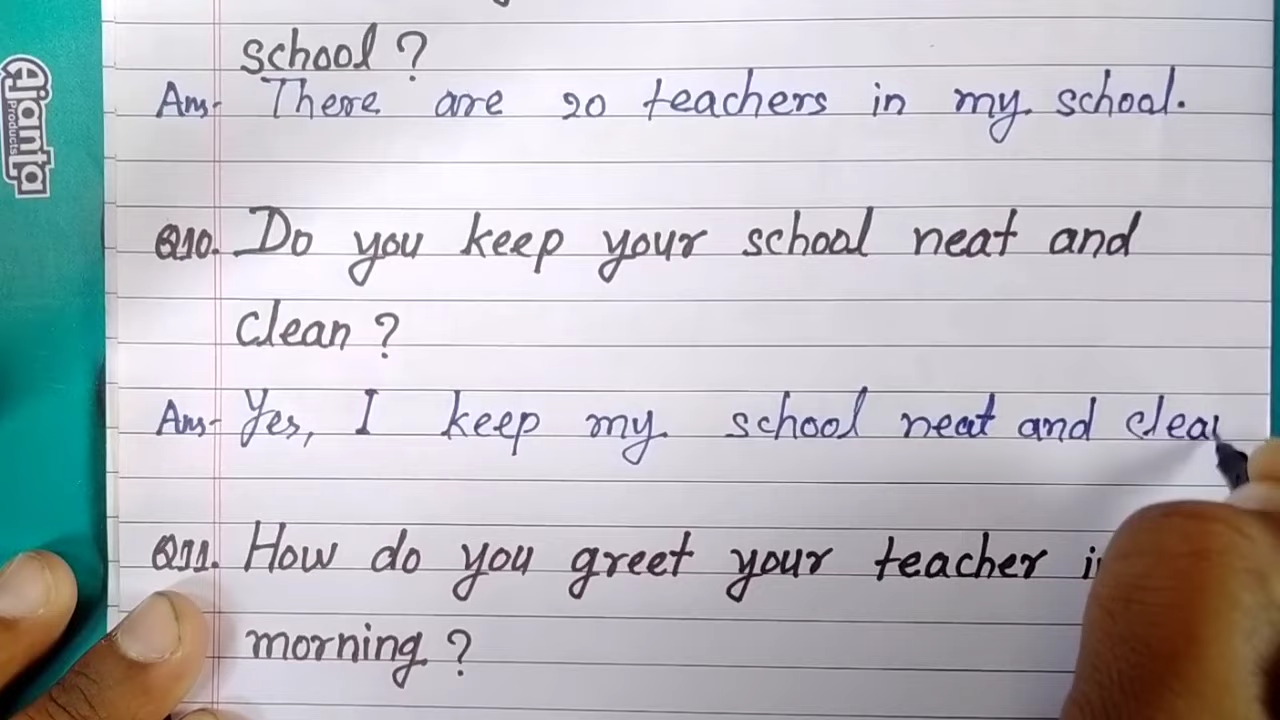 school ?
Ans- There are 20 teachers in my school.
Q10. Do you keep your school neat and
clean ?
Ans- Yes, I keep my school neat and
Q11. How do you greet your teacher
morning ?
Ajanta
Products